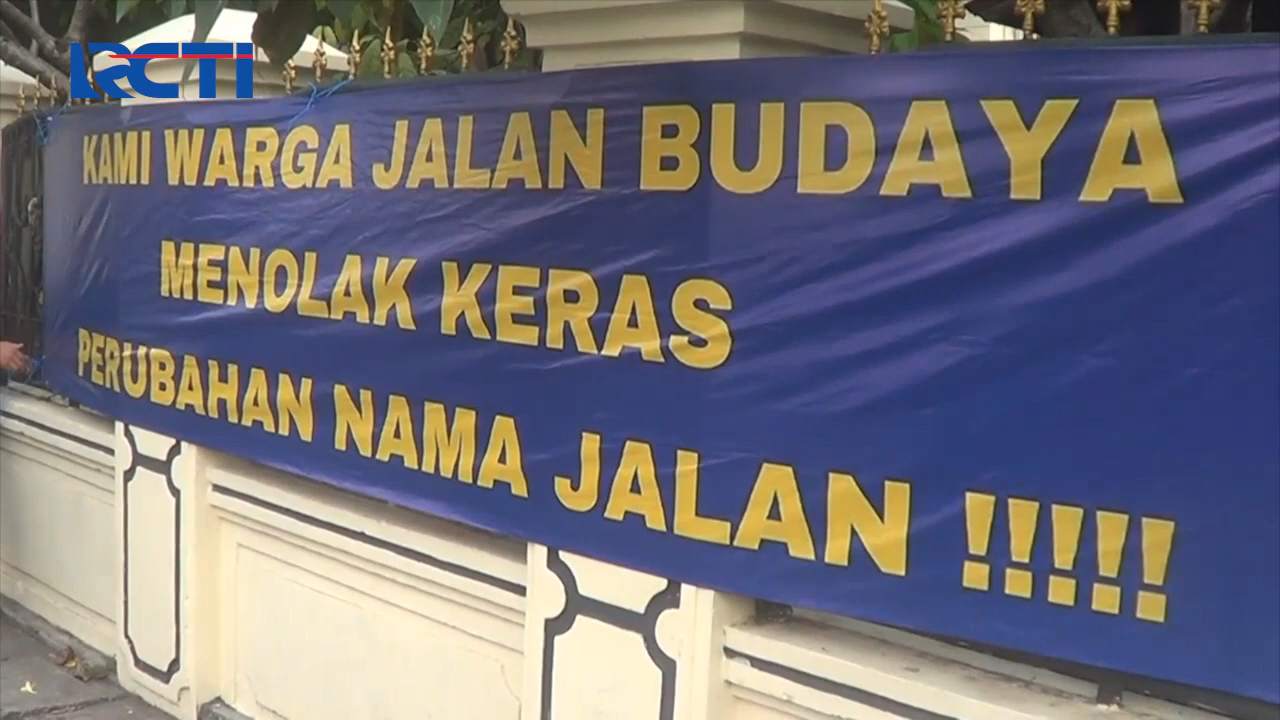 RCTI
KAMI WARGA JALAN BUDAYA
MENOLAK KERAS
PERUBAHAN NAMA JALAN !!!!!